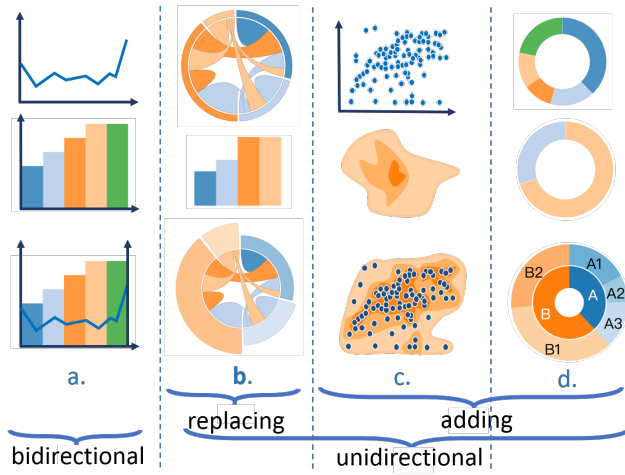 B2
A1
A
A2
B
A3
B1
a.
b.
c.
d.
replacing
adding
bidirectional
unidirectional